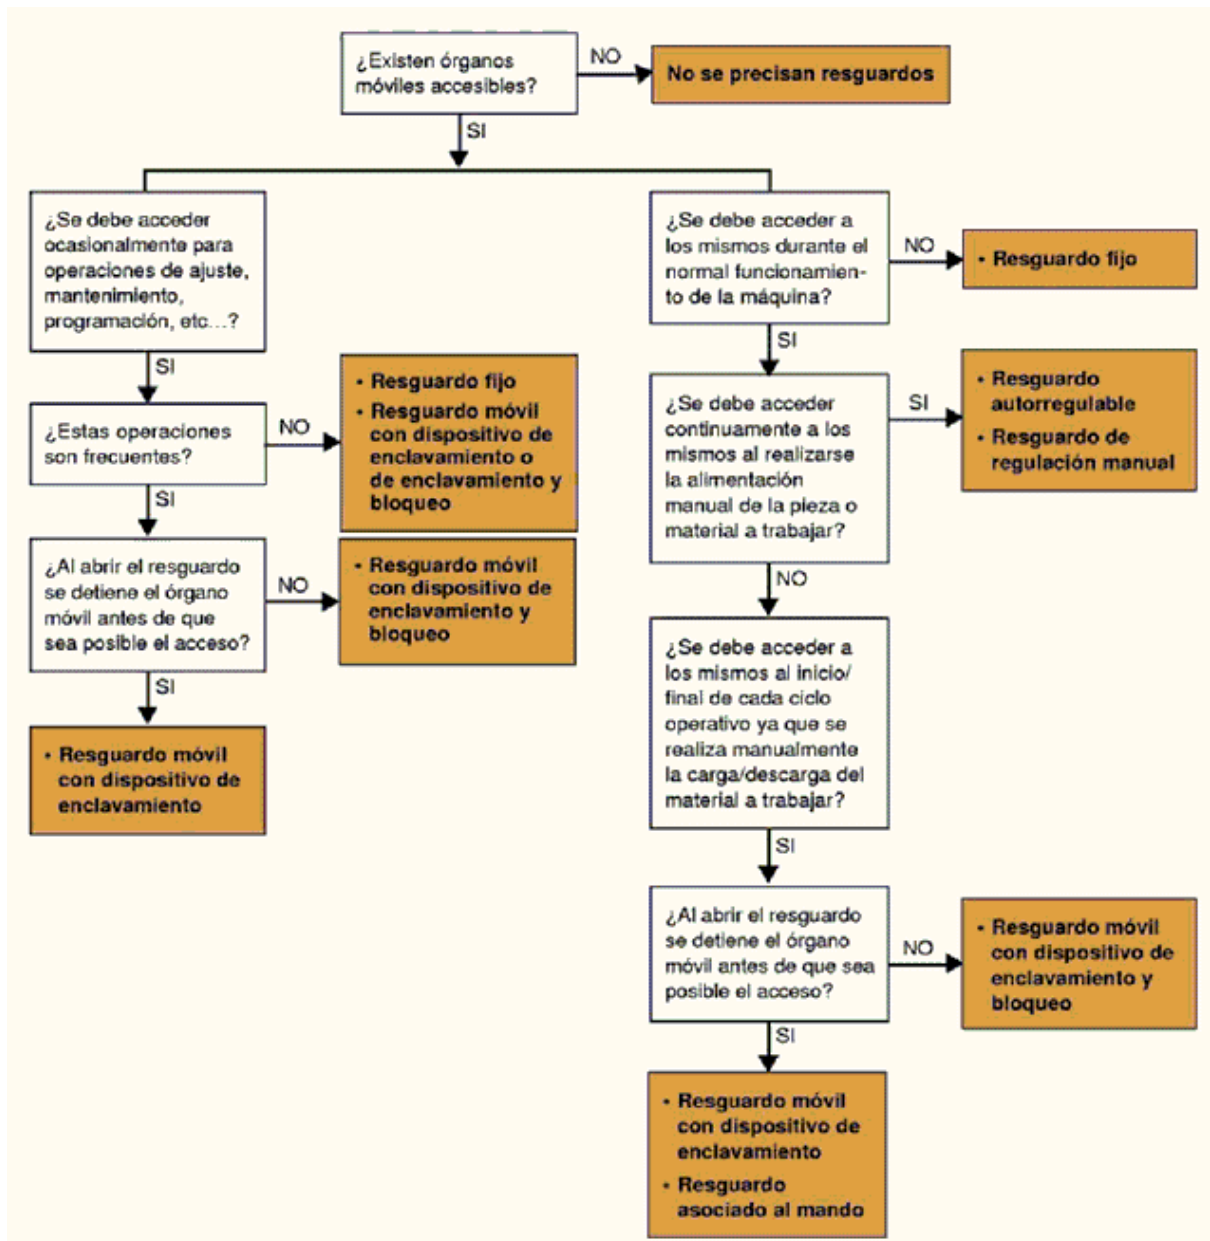 ¿Existen órganos
móviles accesibles?
NO
No se precisan resguardos
SI
¿Se debe acceder
ocasionalmente para
operaciones de ajuste,
mantenimiento,
programación, etc...?
SI
¿Estas operaciones
son frecuentes?
NO
• Resguardo fijo
• Resguardo móvil
con dispositivo de
enclavamiento o
de enclavamiento y
bloqueo
SI
¿Al abrir el resguardo
se detiene el órgano
móvil antes de que
sea posible el acceso?
NO
• Resguardo móvil
con dispositivo de
enclavamiento y
bloqueo
SI
• Resguardo móvil
con dispositivo de
enclavamiento
¿Se debe acceder a
los mismos durante el
normal funcionamien-
to de la máquina?
NO
• Resguardo fijo
SI
¿Se debe acceder
continuamente a los
mismos al realizarse
la alimentación
manual de la pieza o
material a trabajar?
SI
• Resguardo
autorregulable
• Resguardo de
regulación manual
NO
¿Se debe acceder a
los mismos al inicio/
final de cada ciclo
operativo ya que se
realiza manualmente
la carga/descarga del
material a trabajar?
SI
¿Al abrir el resguardo
se detiene el órgano
móvil antes de que sea
posible el acceso?
NO
• Resguardo móvil
con dispositivo de
enclavamiento y
bloqueo
SI
• Resguardo móvil
con dispositivo de
enclavamiento
• Resguardo
asociado al mando